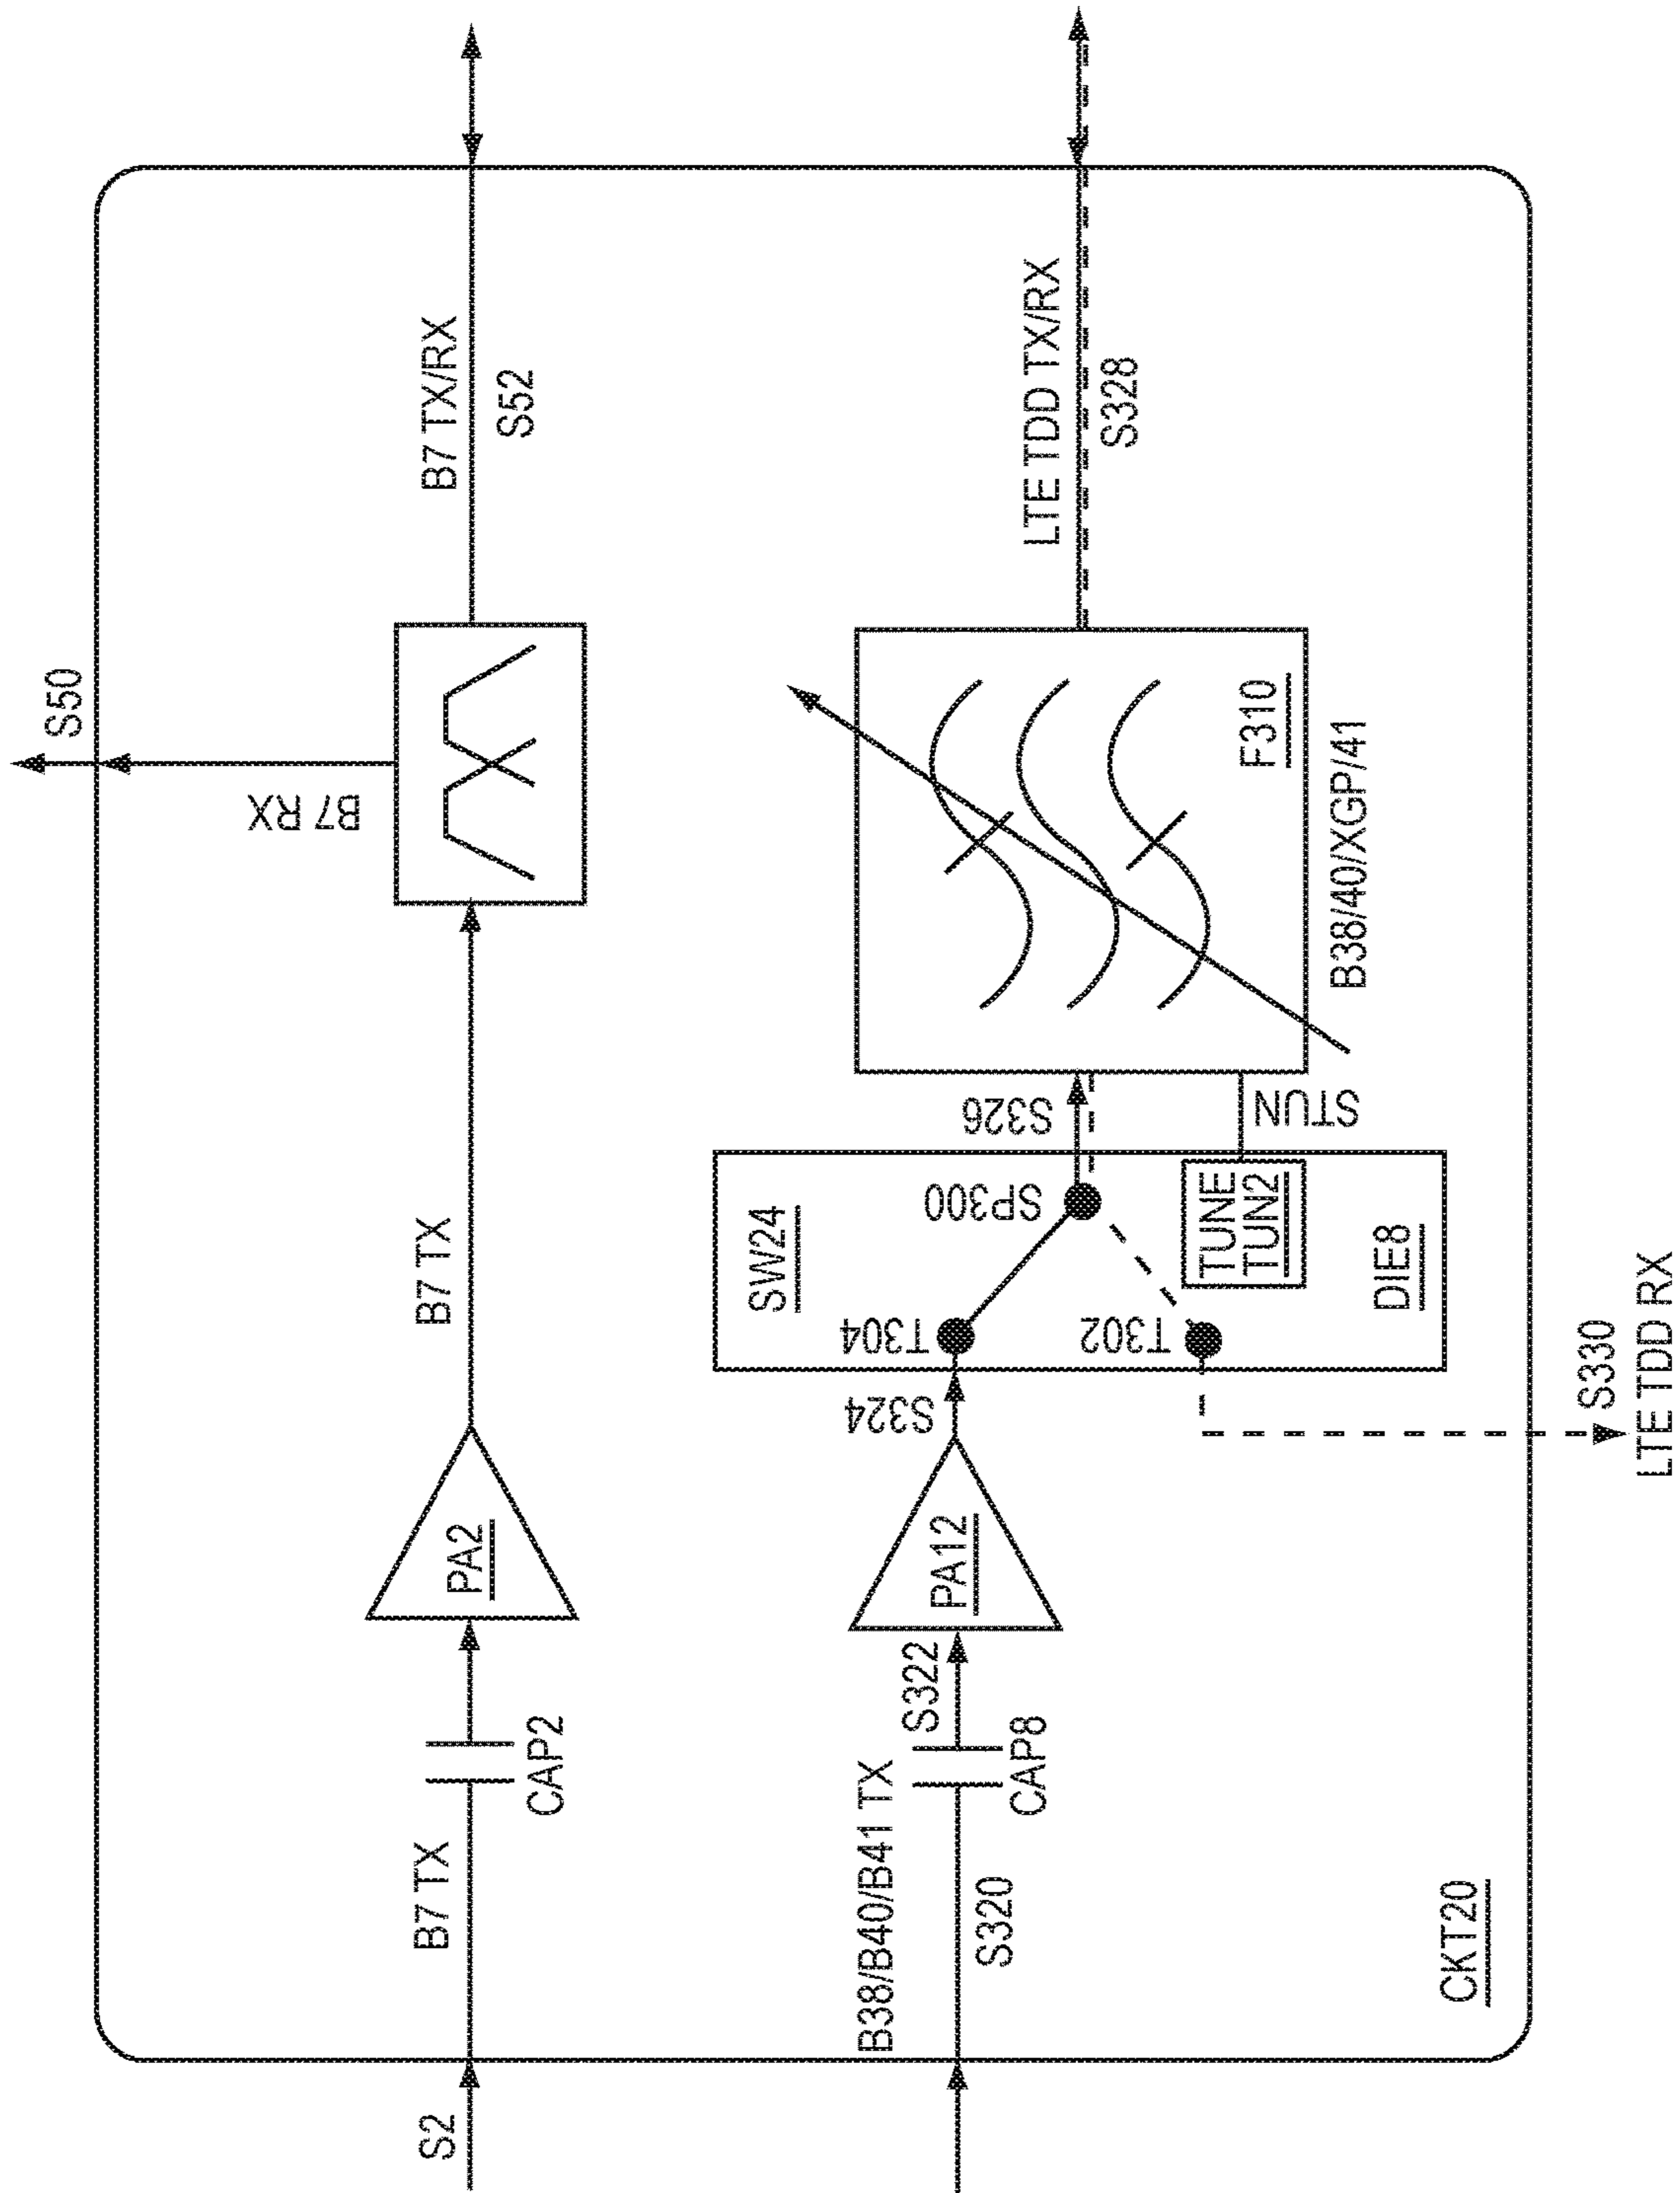 S2
B7 TX
CAP2
PA2
B7 TX
B7 RX
S50
B7 TX/RX
S52
B38/B40/B41 TX
S320
CAP8
S322
PA12
S324
T304
SW24
SP300
T302
TUNE
TUN2
DIE8
S326
STUN
F310
B38/40/XGP/41
LTE TDD TX/RX
S328
CKT20
S330
LTE TDD RX